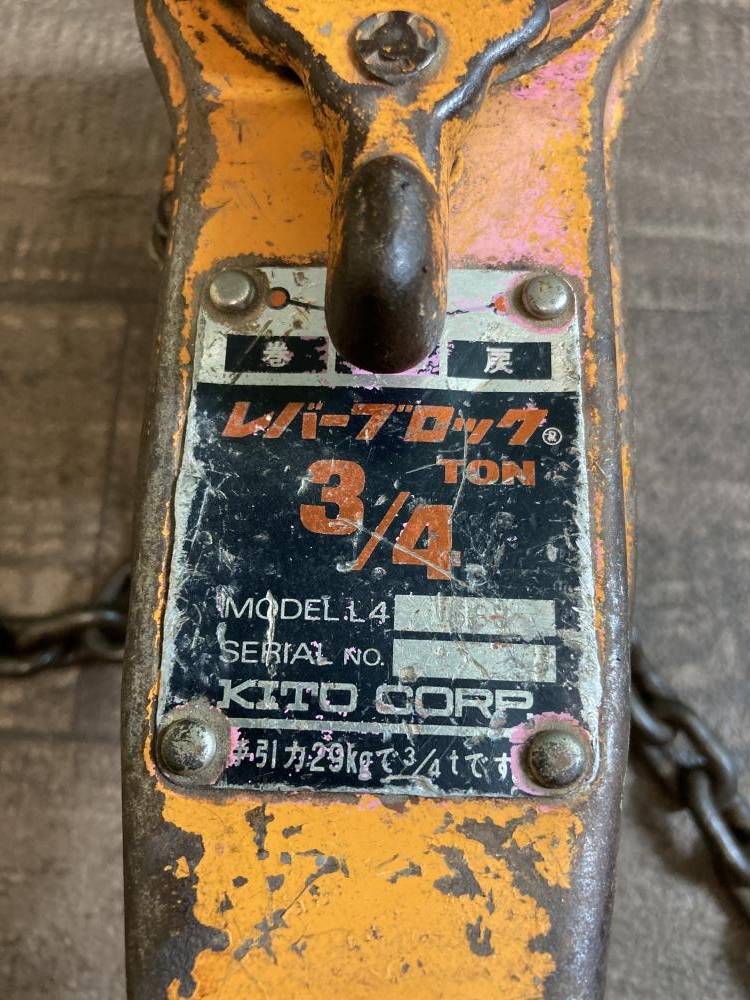 巻 戻
レバーブロック®
3/4 TON
MODEL.L4
SERIAL NO.
KITO CORP.
手引力29kgで3/4tです